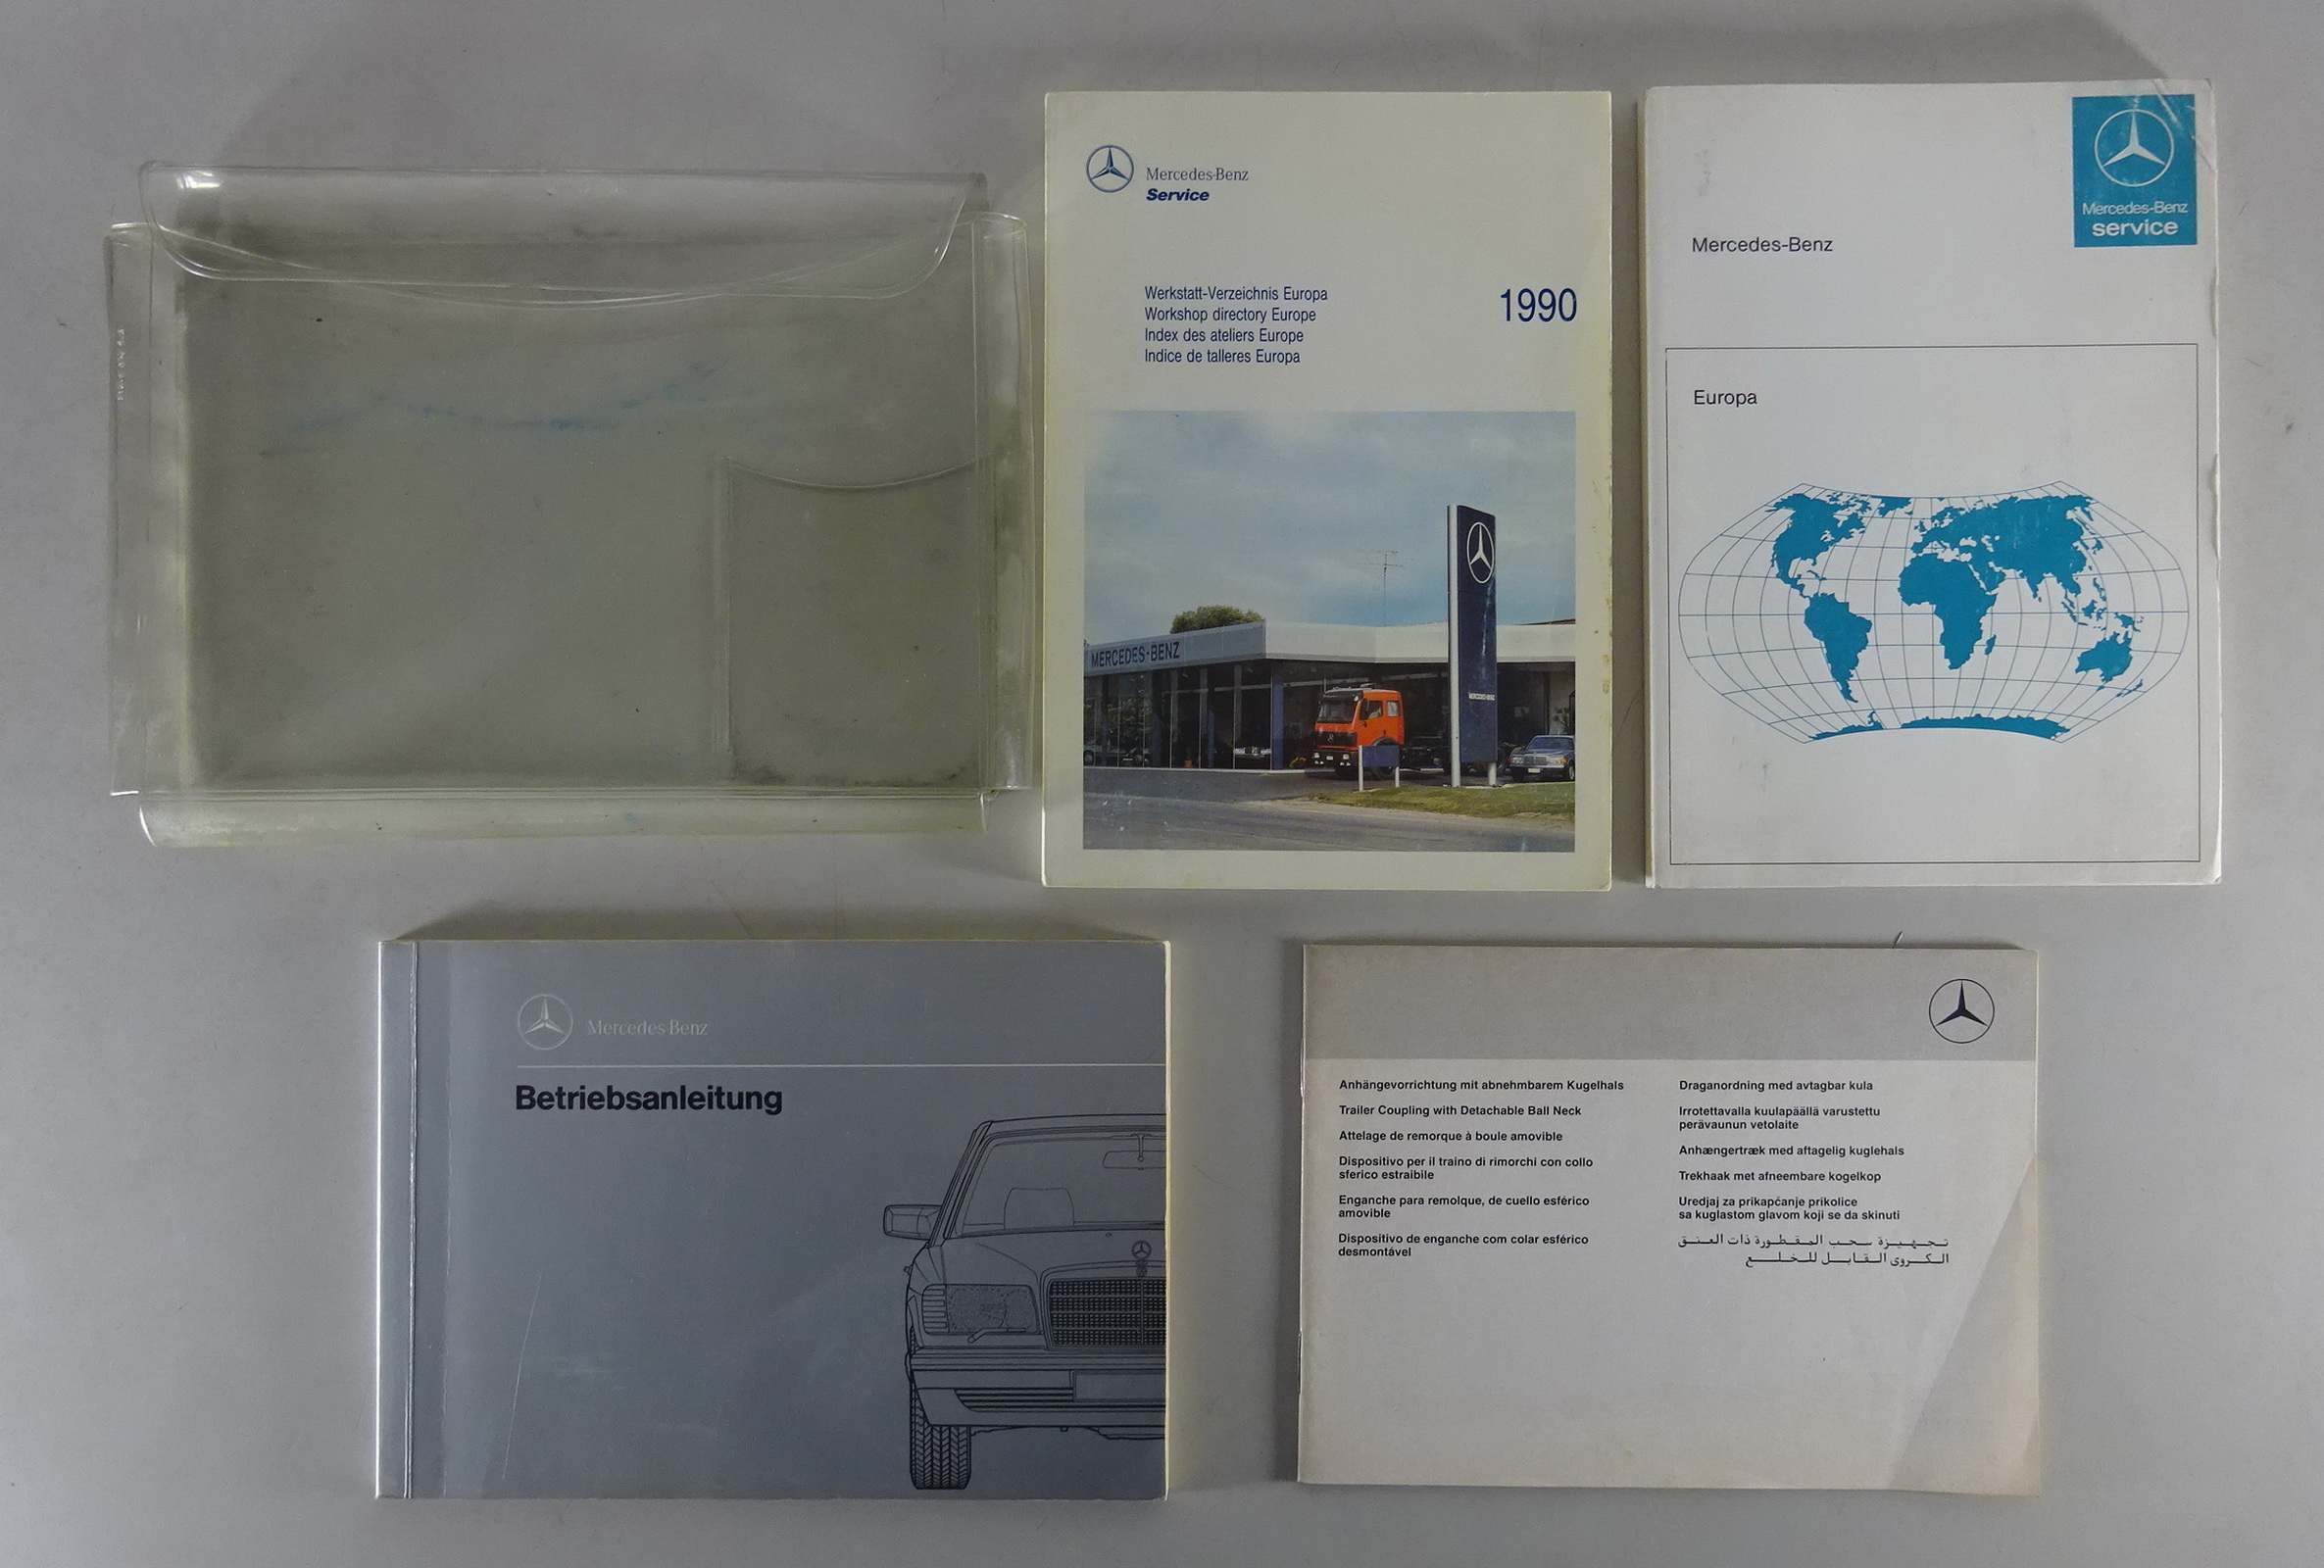 Mercedes-Benz
Service
Werkstatt-Verzeichnis Europa
Workshop directory Europe
Index des ateliers Europe
Indice de talleres Europa
1990
MERCEDES-BENZ
MERCEDES-BENZ
Mercedes-Benz
service
Mercedes-Benz
Europa
Mercedes-Benz
Betriebsanleitung
Anhängevorrichtung mit abnehmbarem Kugelhals
Trailer Coupling with Detachable Ball Neck
Attelage de remorque à boule amovible
Dispositivo per il traino di rimorchi con collo
sferico estraibile
Enganche para remolque, de cuello esférico
amovible
Dispositivo de enganche com colar esférico
desmontável
Draganordning med avtagbar kula
Irrotettavalla kuulapäällä varustettu
perävaunun vetolaite
Anhængertræk med aftagelig kuglehals
Trekhaak met afneembare kogelkop
Uredjaj za prikapčanje prikolice
sa kuglastom glavom koji se da skinuti
تجهيزة سحب المقطورة ذات العنق
الكروى القابل للخلع